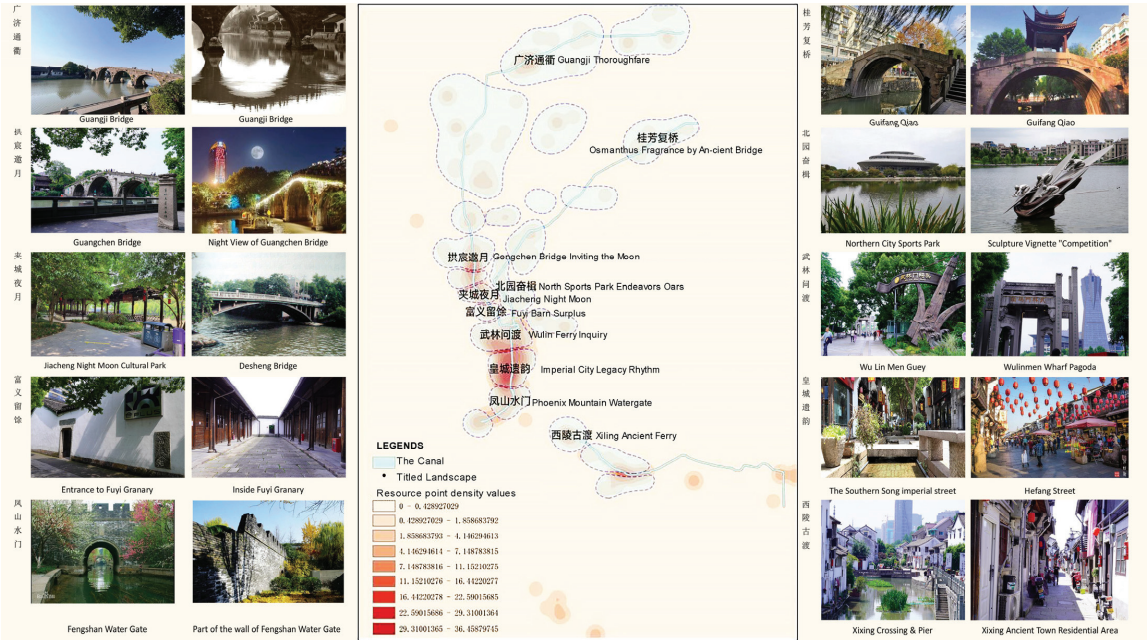 广济通衢
Guangji Bridge
Guangji Bridge
拱宸邀月
Guangchen Bridge
Night View of Guangchen Bridge
夹城夜月
Jiacheng Night Moon Cultural Park
Desheng Bridge
富义留馀
Entrance to Fuyi Granary
Inside Fuyi Granary
凤山水门
Fengshan Water Gate
Part of the wall of Fengshan Water Gate
广济通衢 Guangji Thoroughfare
桂芳复桥
Osmanthus Fragrance by An-cient Bridge
拱宸邀月 Gongchen Bridge Inviting the Moon
北园奋楫 North Sports Park Endeavors Oars
夹城夜月 Jiacheng Night Moon
富义留馀 Fuyi Barn Surplus
武林问渡 Wulin Ferry Inquiry
皇城遗韵 Imperial City Legacy Rhythm
凤山水门 Phoenix Mountain Watergate
西陵古渡 Xiling Ancient Ferry
LEGENDS
The Canal
Titled Landscape
Resource point density values
0 - 0.428927029
0.428927029 - 1.858683792
1.858683793 - 4.146294613
4.146294614 - 7.148783815
7.148783816 - 11.15210275
11.15210276 - 16.44220277
16.44220278 - 22.59015685
22.59015686 - 29.31001364
29.31001365 - 36.45879745
桂芳复桥
Guifang Qiao
Guifang Qiao
北园奋楫
Northern City Sports Park
Sculpture Vignette "Competition"
武林问渡
Wu Lin Men Guey
Wulinmen Wharf Pagoda
皇城遗韵
The Southern Song imperial street
Hefang Street
西陵古渡
Xixing Crossing & Pier
Xixing Ancient Town Residential Area